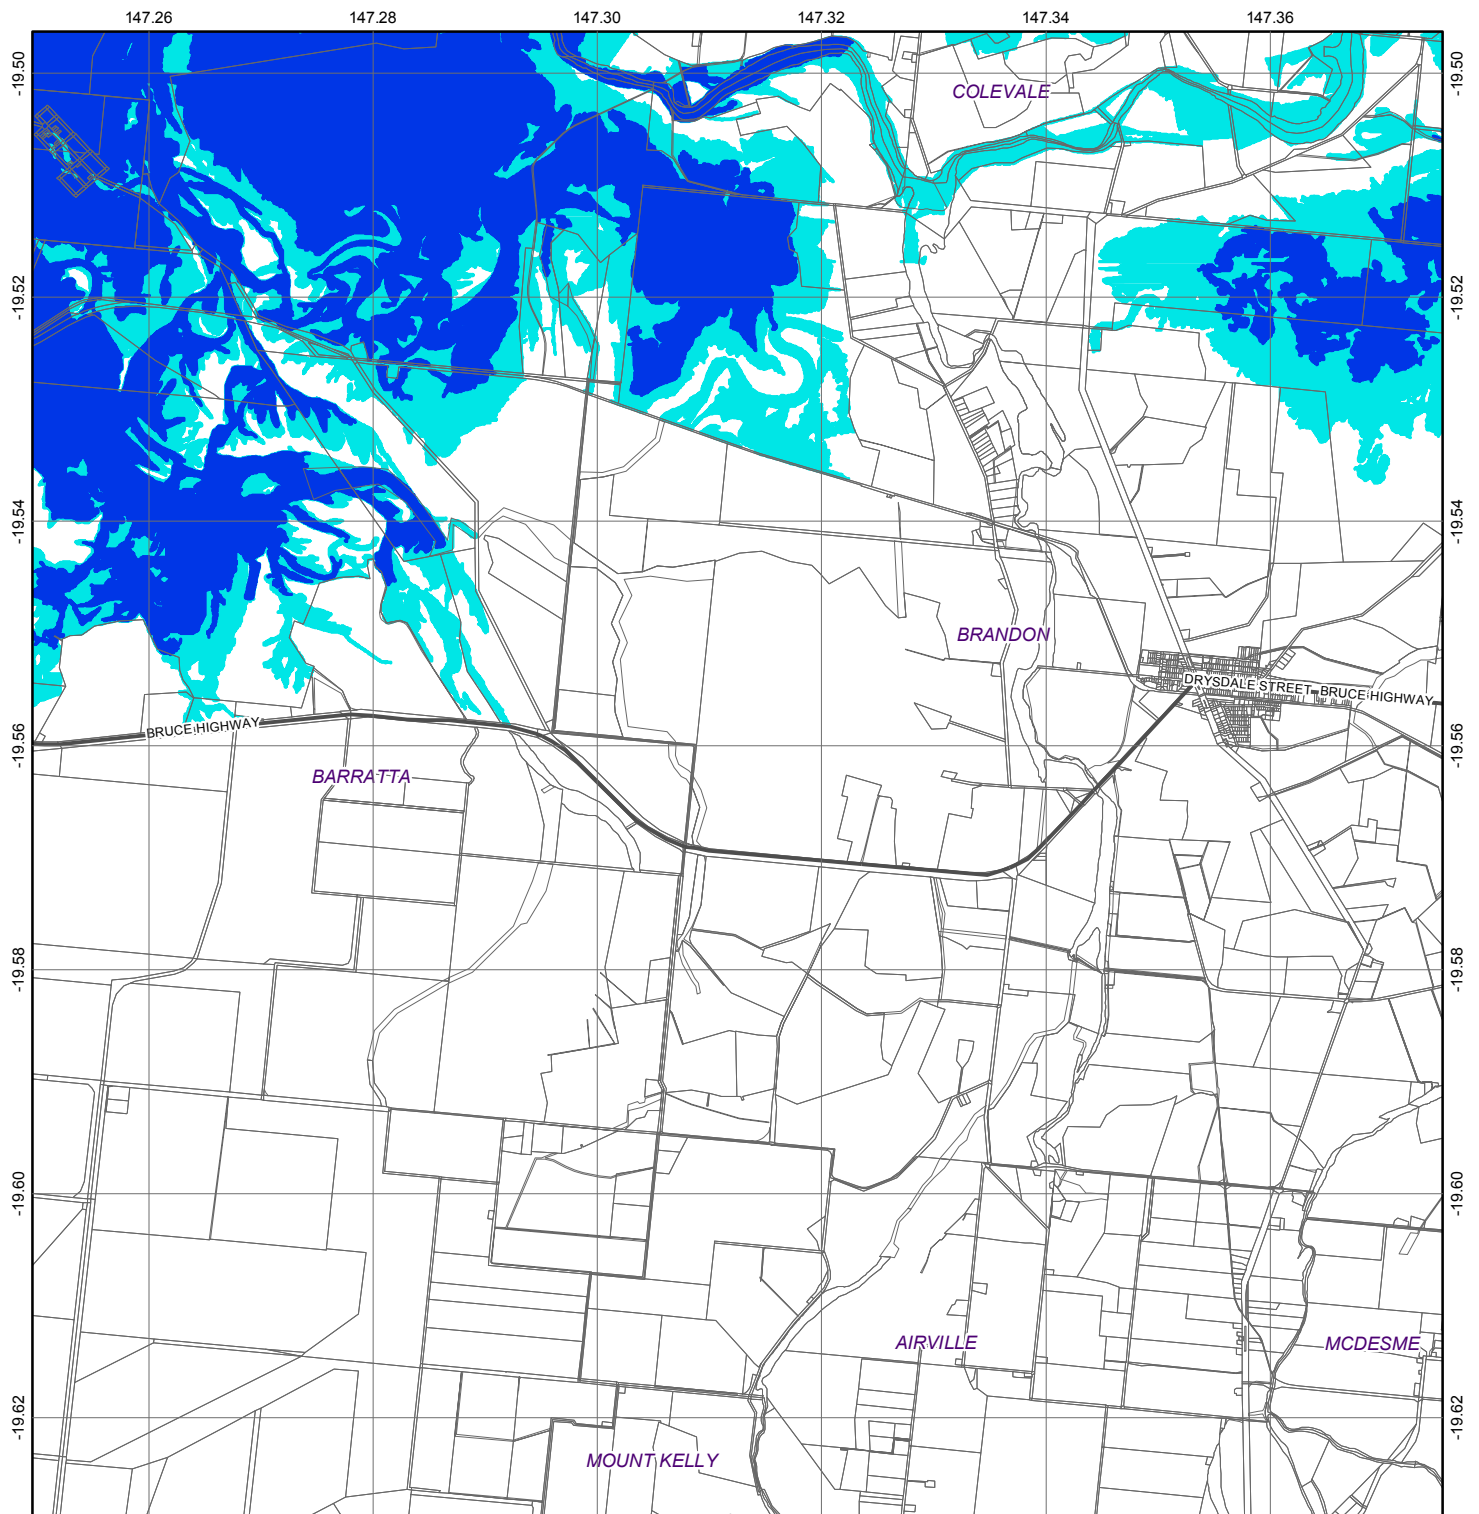 147.26 147.28 147.30 147.32 147.34 147.36
-19.50 -19.50
COLEVALE
-19.52 -19.52
-19.54 -19.54
BRANDON
DRYSDALE STREET BRUCE HIGHWAY
BRUCE HIGHWAY
-19.56 -19.56
BARRATTA
-19.58 -19.58
-19.60 -19.60
AIRVILLE MCDESME
-19.62 -19.62
MOUNT KELLY